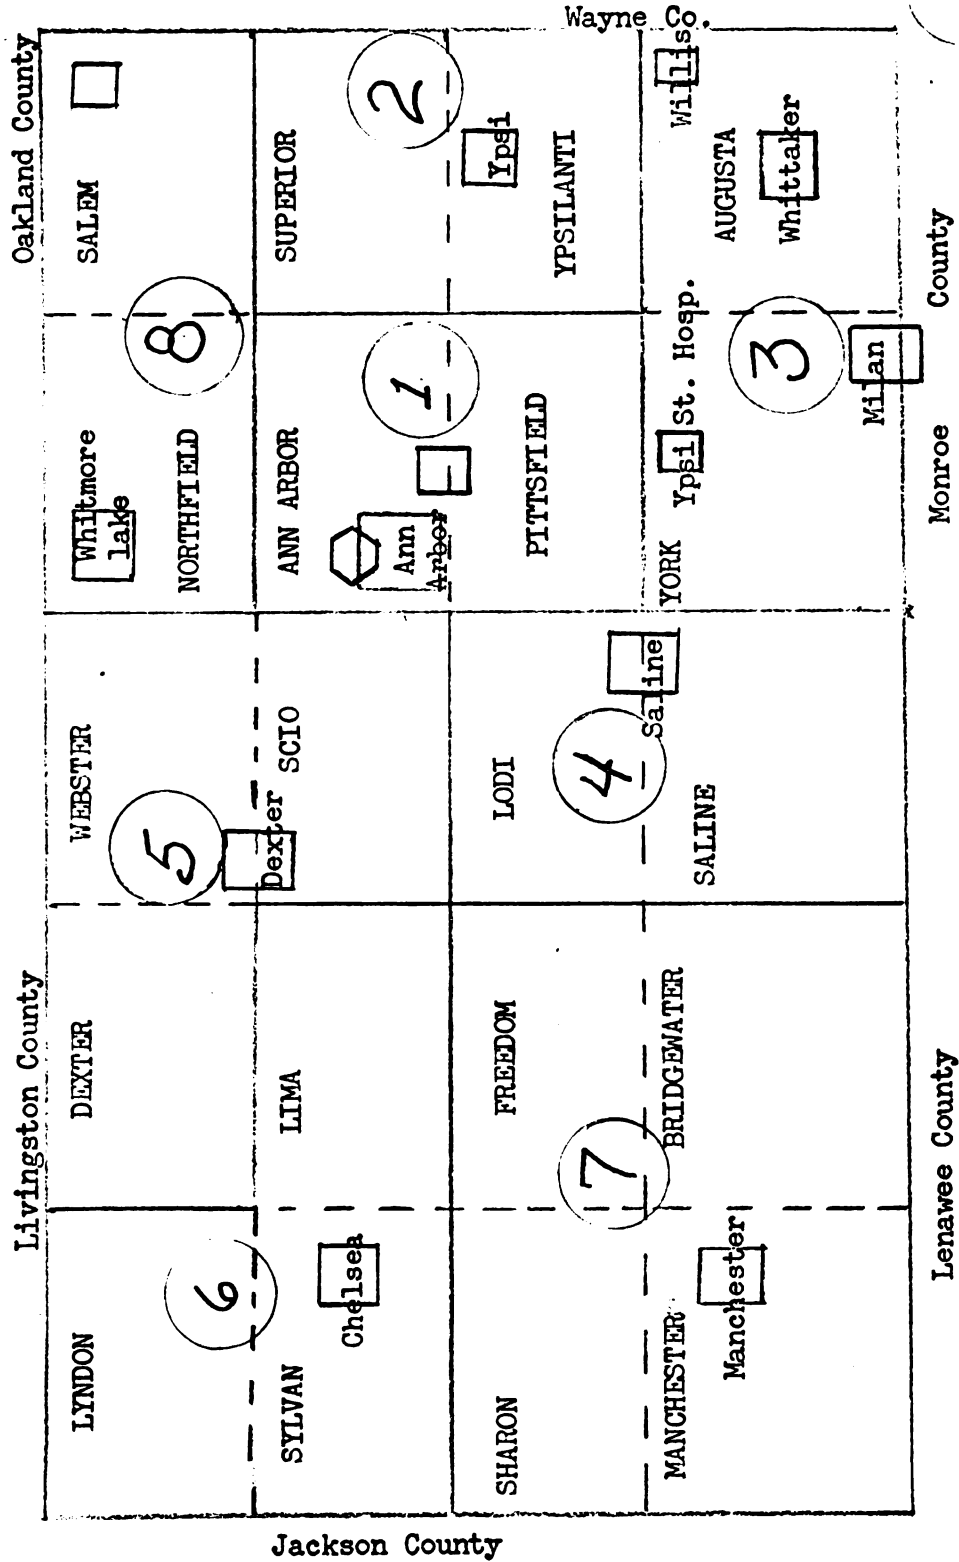 Wayne Co.
Oakland County
Livingston County
SALEM
Whitmore
lake
NORTHFIELD
8
WEBSTER
5
DEXTER
LYNDON
6
SUPERIOR
2
ANN ARBOR
1
Ann
Arbor
SCIO
Dexter
LIMA
SYLVAN
Chelsea
Ypsi
YPSILANTI
PITTSFIELD
LODI
4
Saline
FREEDOM
7
SHARON
Willis
AUGUSTA
Whittaker
YORK
Ypsi St. Hosp.
3
Milan
SALINE
BRIDGEWATER
MANCHESTER
Manchester
Monroe County
Lenawee County
Jackson County